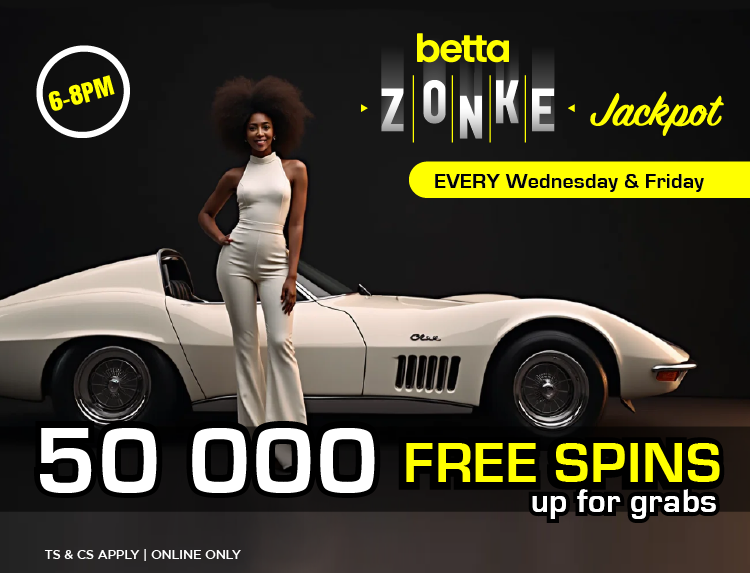 6-8PM
betta
ZONKE Jackpot
EVERY Wednesday & Friday
50 000 FREE SPINS
up for grabs
TS & CS APPLY | ONLINE ONLY